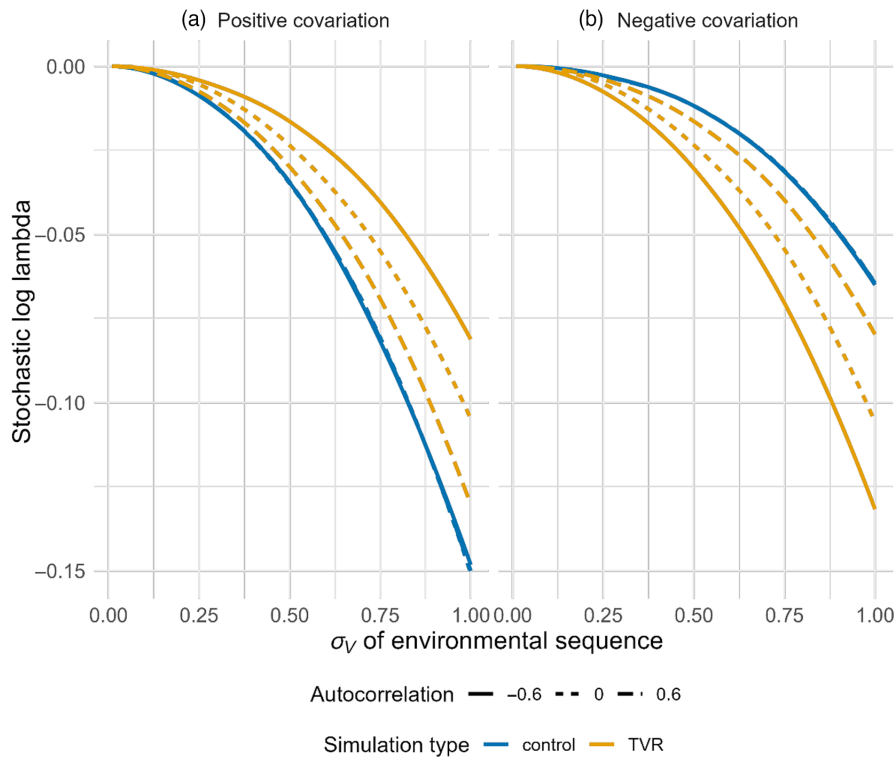 (a) Positive covariation
(b) Negative covariation
0.00
−0.05
−0.10
−0.15
Stochastic log lambda
0.00 0.25 0.50 0.75 1.00
0.00 0.25 0.50 0.75 1.00
σV of environmental sequence
Autocorrelation −0.6 0 0.6
Simulation type control TVR